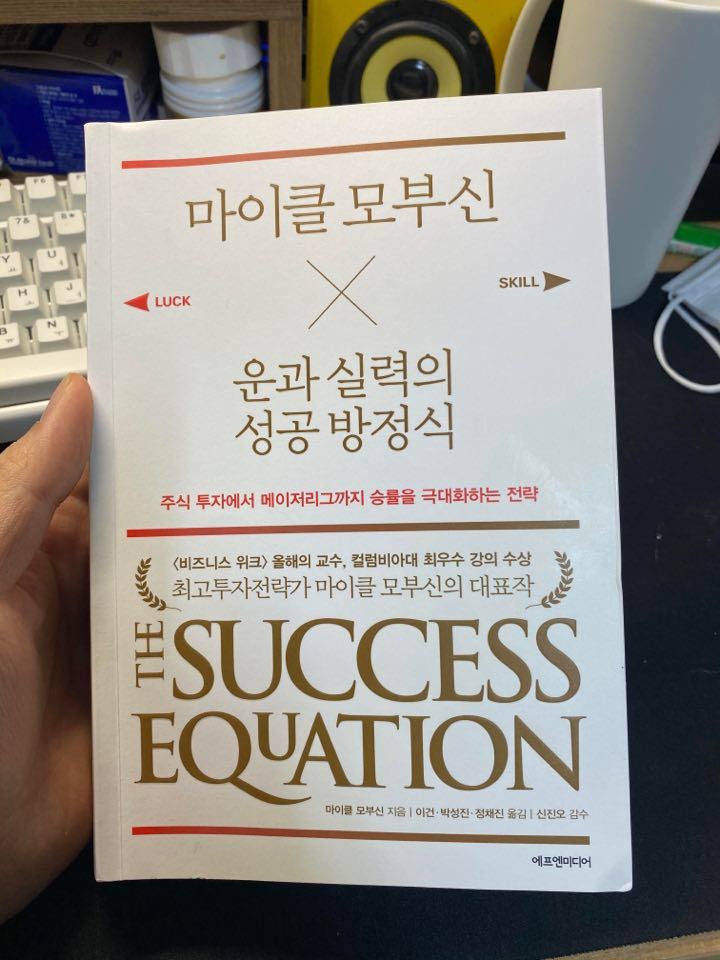 마이클 모부신
LUCK
SKILL
운과 실력의
성공 방정식
주식 투자에서 메이저리그까지 승률을 극대화하는 전략
<비즈니스 위크> 올해의 교수, 컬럼비아대 최우수 강의 수상
최고투자전략가 마이클 모부신의 대표작
THE SUCCESS
EQUATION
마이클 모부신 지음 | 이건·박성진·정채진 옮김 | 신진오 감수
에프엔미디어
F6
F7
7&
8*
Y
U
H
J
B
N